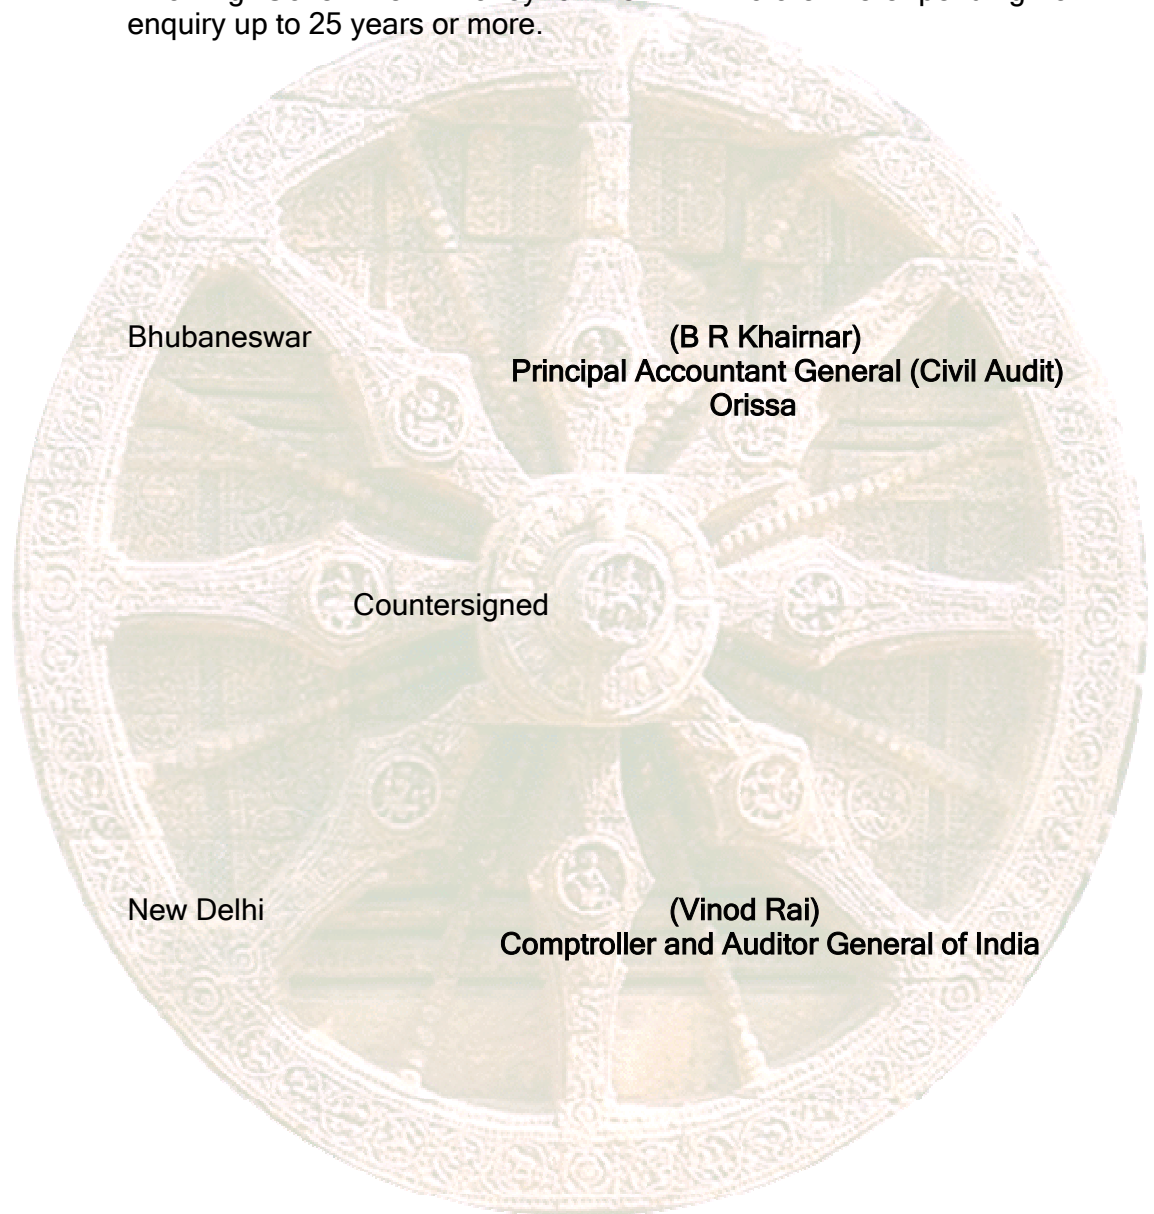 enquiry up to 25 years or more.
Bhubaneswar (B R Khairnar)
Principal Accountant General (Civil Audit)
Orissa
Countersigned
New Delhi (Vinod Rai)
Comptroller and Auditor General of India